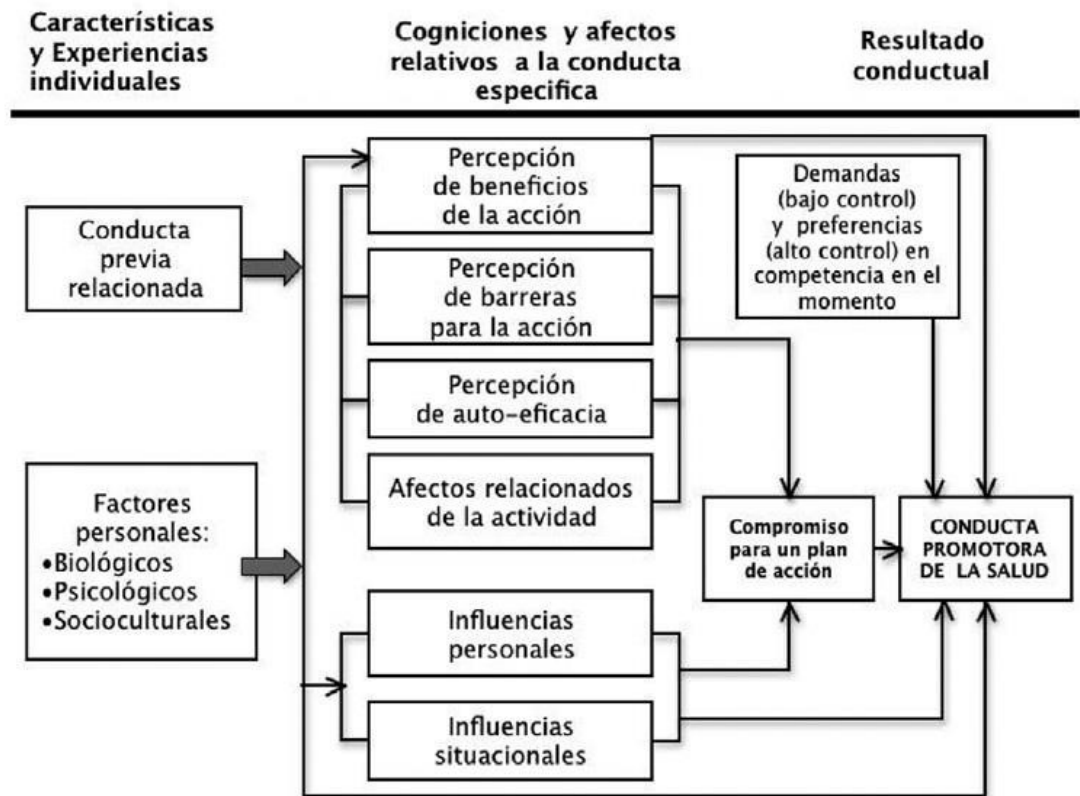 Características
y Experiencias
individuales
Cogniciones y afectos
relativos a la conducta
especifica
Resultado
conductual
Conducta
previa
relacionada
Factores
personales:
•Biológicos
•Psicológicos
•Socioculturales
Percepción
de beneficios
de la acción
Percepción
de barreras
para la acción
Percepción
de auto-eficacia
Afectos relacionados
de la actividad
Influencias
personales
Influencias
situacionales
Demandas
(bajo control)
y preferencias
(alto control) en
competencia en el
momento
Compromiso
para un plan
de acción
CONDUCTA
PROMOTORA
DE LA SALUD